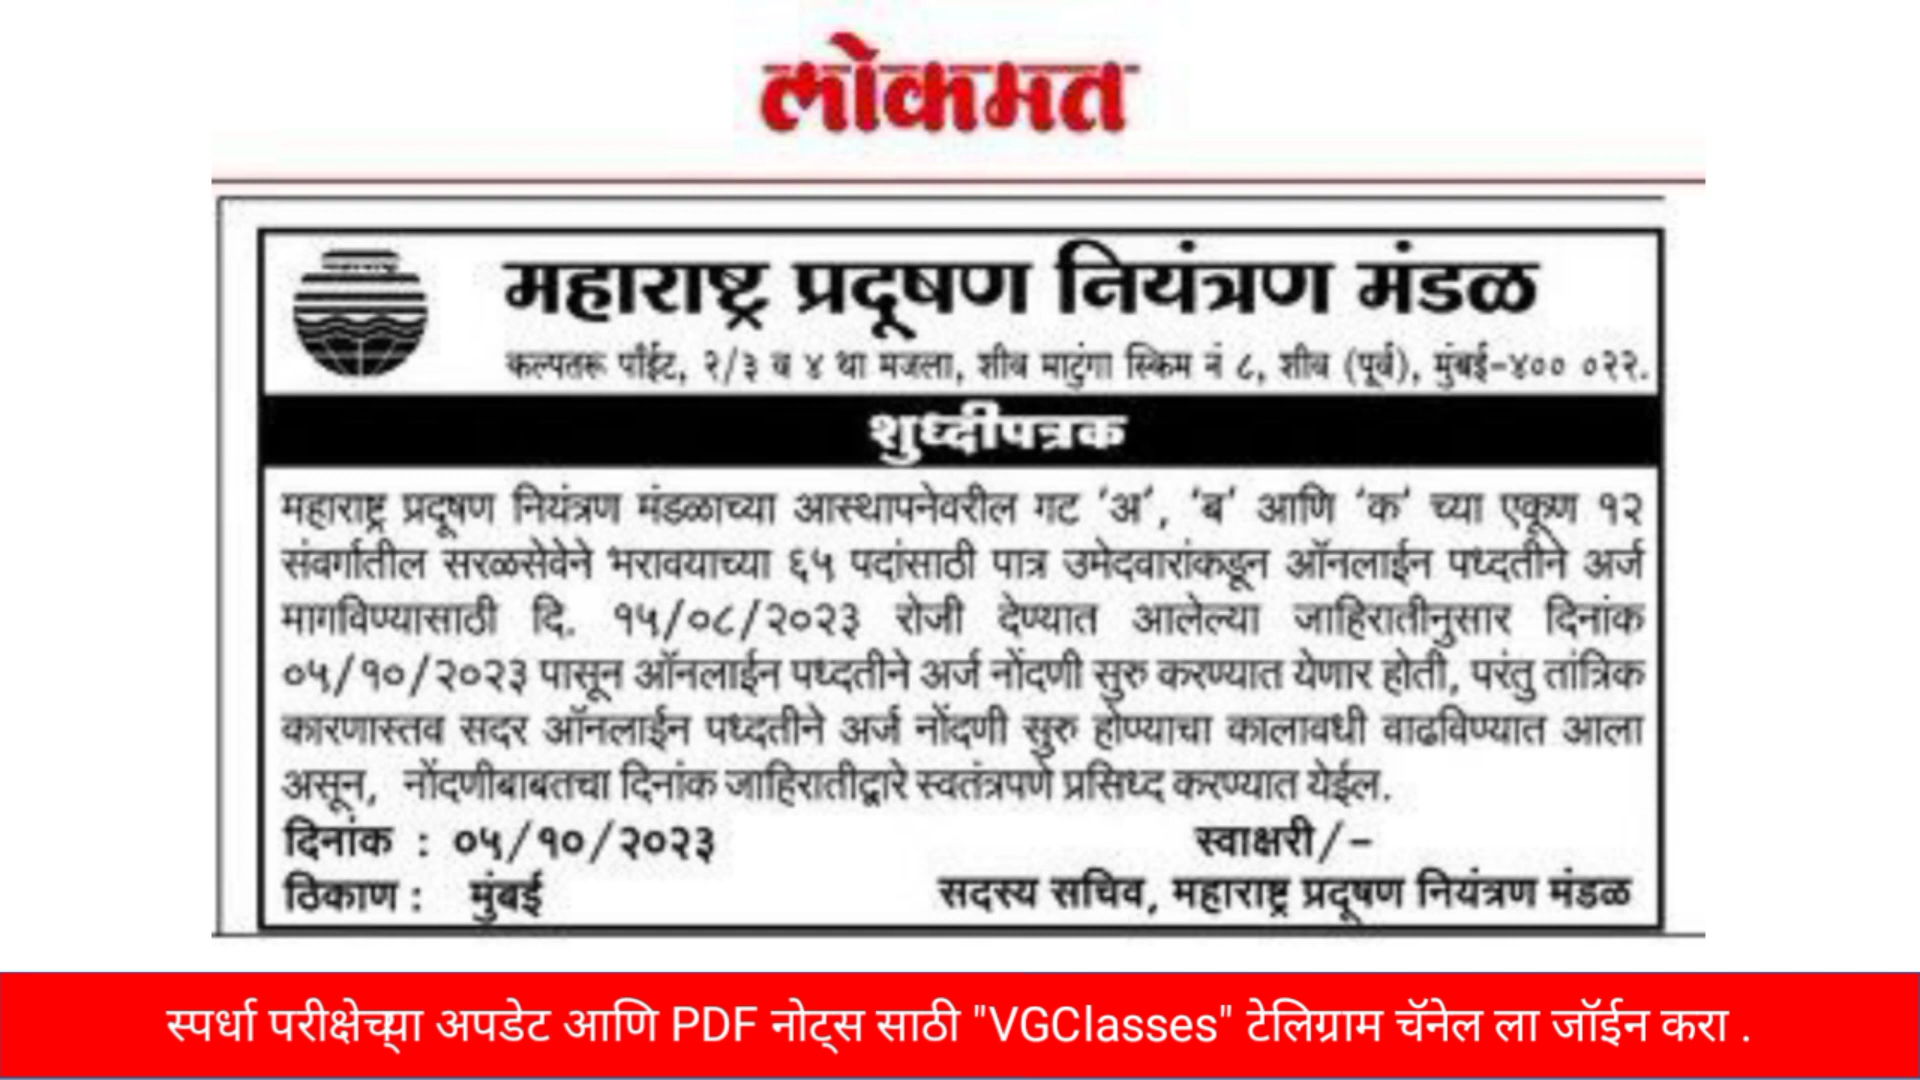 लोकमत
महाराष्ट्र प्रदूषण नियंत्रण मंडळ
कल्पतरू पॉईंट, २/३ व ४ था मजला, शीव माटुंगा स्किम नं ८, शीव (पूर्व), मुंबई-४०० ०२२.
शुध्दीपत्रक
महाराष्ट्र प्रदूषण नियंत्रण मंडळाच्या आस्थापनेवरील गट ‘अ’, ‘ब’ आणि ‘क’ च्या एकूण १२
संवर्गातील सरळसेवेने भरावयाच्या ६५ पदांसाठी पात्र उमेदवारांकडून ऑनलाईन पध्दतीने अर्ज
मागविण्यासाठी दि. १५/०८/२०२३ रोजी देण्यात आलेल्या जाहिरातीनुसार दिनांक
०५/१०/२०२३ पासून ऑनलाईन पध्दतीने अर्ज नोंदणी सुरु करण्यात येणार होती, परंतु तांत्रिक
कारणास्तव सदर ऑनलाईन पध्दतीने अर्ज नोंदणी सुरु होण्याचा कालावधी वाढविण्यात आला
असून, नोंदणीबाबतचा दिनांक जाहिरातीद्वारे स्वतंत्रपणे प्रसिध्द करण्यात येईल.
दिनांक : ०५/१०/२०२३ स्वाक्षरी/-
ठिकाण : मुंबई सदस्य सचिव, महाराष्ट्र प्रदूषण नियंत्रण मंडळ
स्पर्धा परीक्षेच्या अपडेट आणि PDF नोट्स साठी "VGClasses" टेलिग्राम चॅनेल ला जॉईन करा .